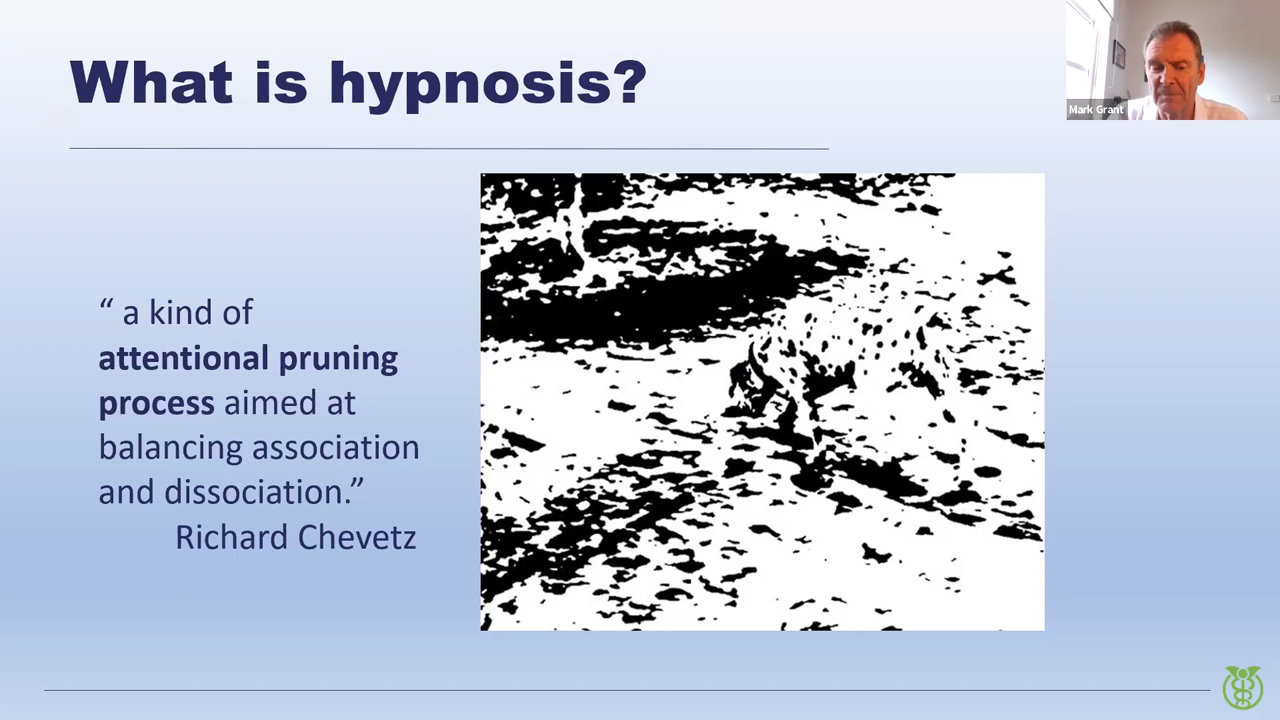 What is hypnosis?
Mark Grant
“ a kind of
attentional pruning
process aimed at
balancing association
and dissociation.”
Richard Chevetz